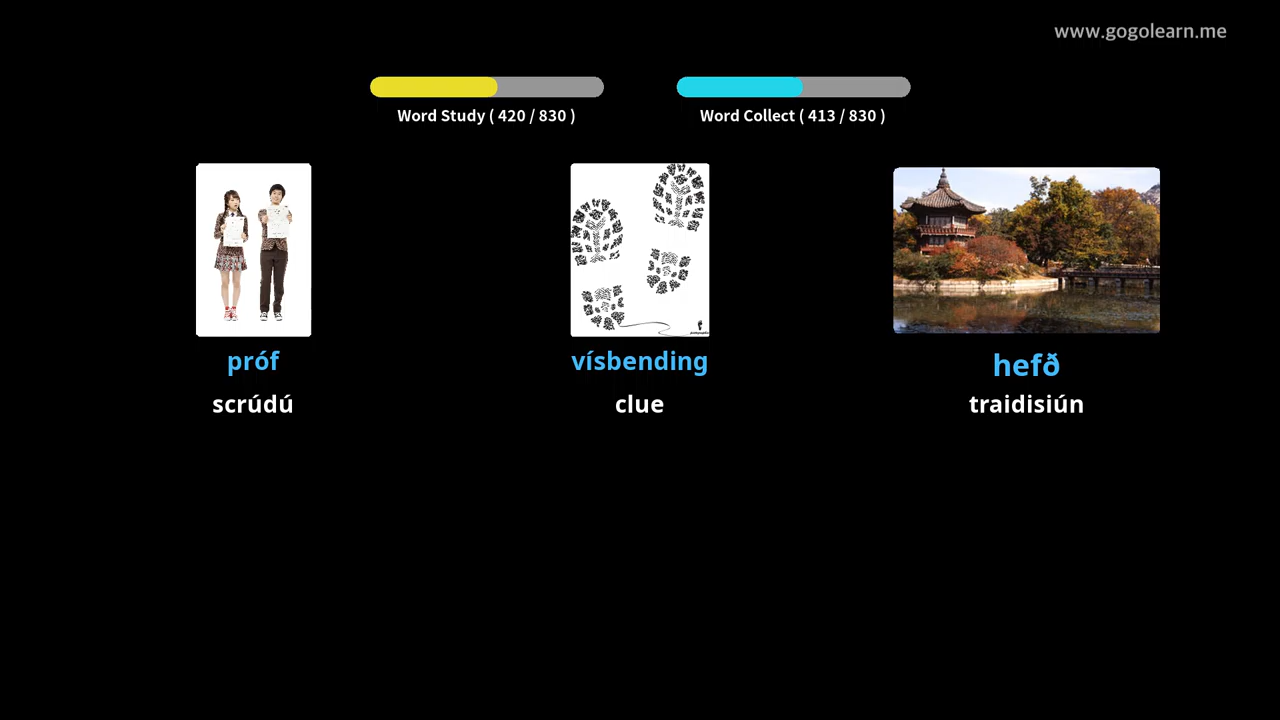 www.gogolearn.me
Word Study ( 420 / 830 )
Word Collect ( 413 / 830 )
próf
vísbending
hefð
scrúdú
clue
traidisiún